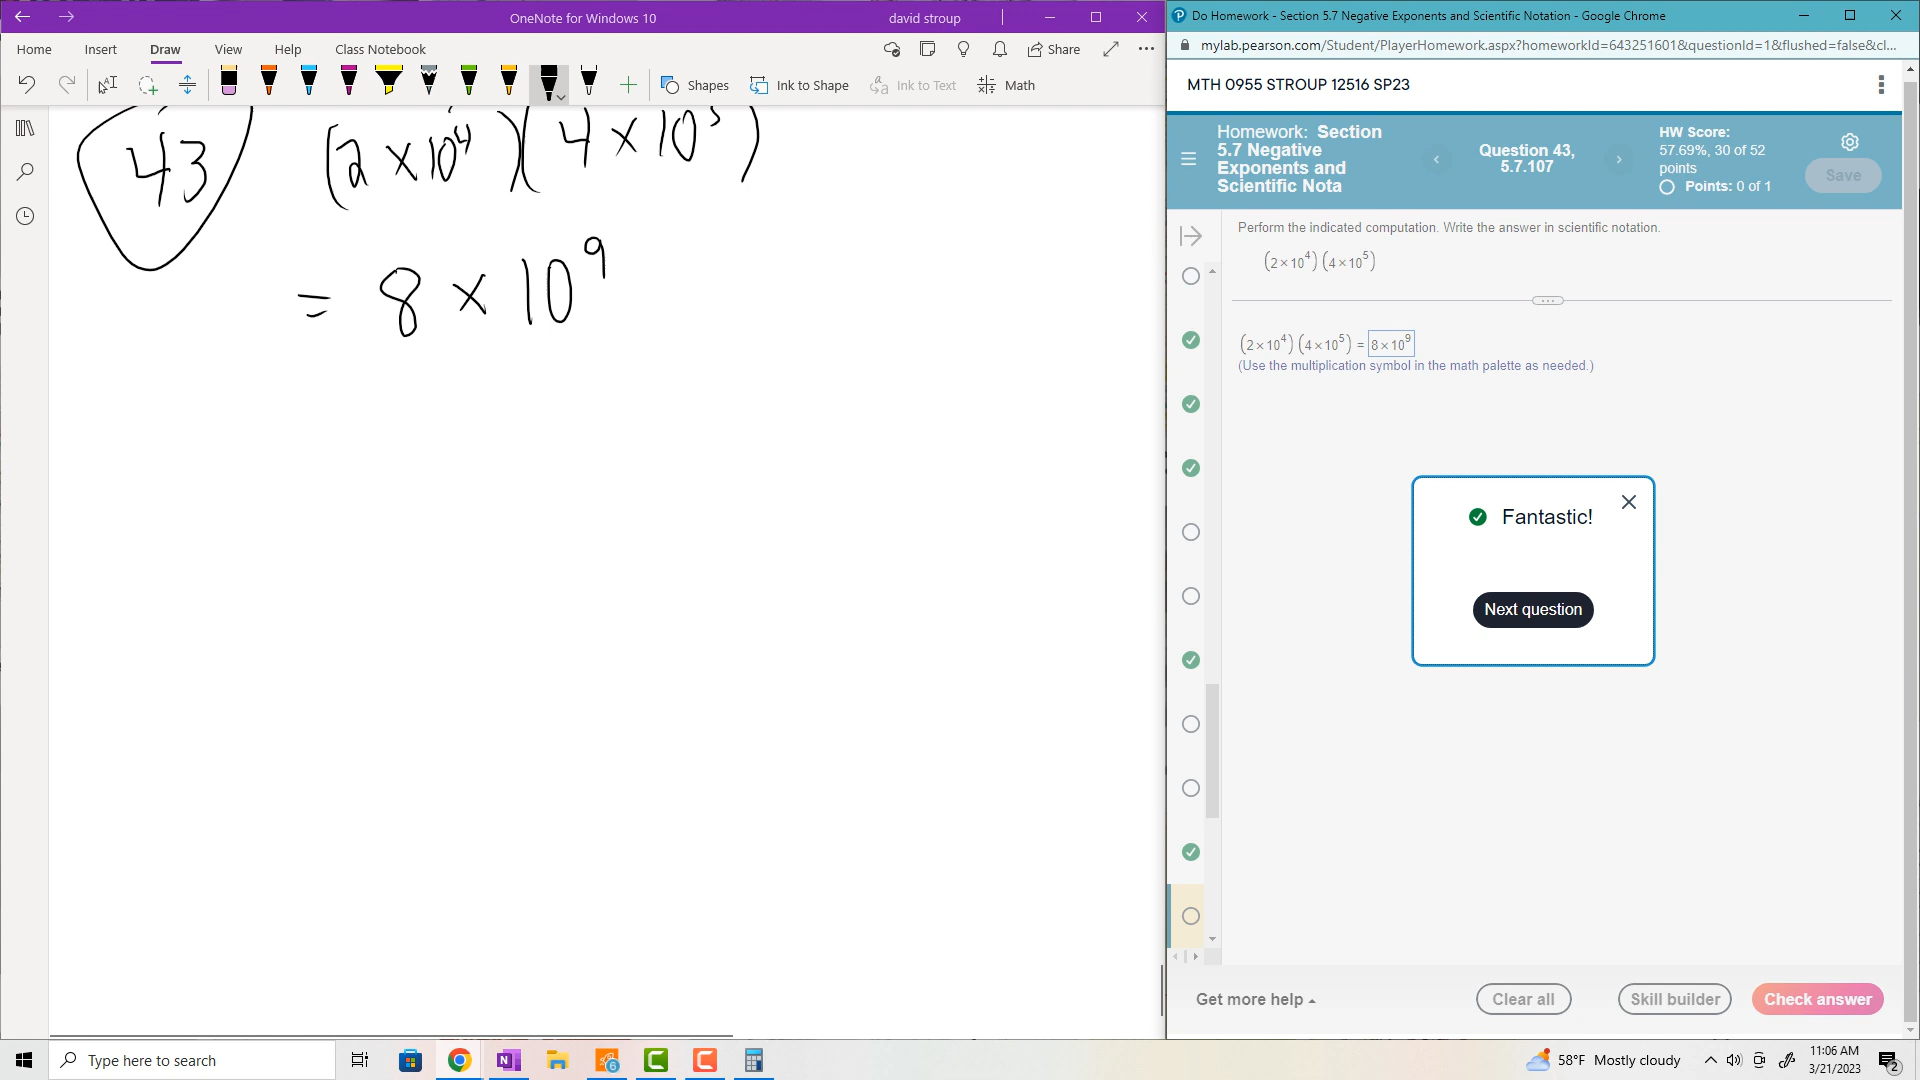 OneNote for Windows 10
david stroup
Home Insert Draw View Help Class Notebook
Share
Shapes Ink to Shape Ink to Text Math
43 (2 × 10⁴)(4 × 10⁵)
= 8 × 10⁹
Do Homework - Section 5.7 Negative Exponents and Scientific Notation - Google Chrome
mylab.pearson.com/Student/PlayerHomework.aspx?homeworkId=643251601&questionId=1&flushed=false&cl...
MTH 0955 STROUP 12516 SP23
Homework: Section
5.7 Negative
Exponents and
Scientific Nota
Question 43,
5.7.107
HW Score:
57.69%, 30 of 52
points
Points: 0 of 1
Save
Perform the indicated computation. Write the answer in scientific notation.
(2×10⁴)(4×10⁵)
(2×10⁴)(4×10⁵) = 8×10⁹
(Use the multiplication symbol in the math palette as needed.)
Fantastic!
Next question
Get more help
Clear all
Skill builder
Check answer
Type here to search
6
58°F Mostly cloudy
11:06 AM
3/21/2023
2